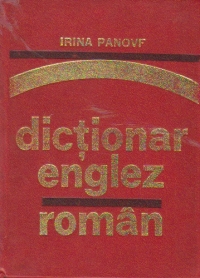 IRINA PANOVF
dicționar
englez
român